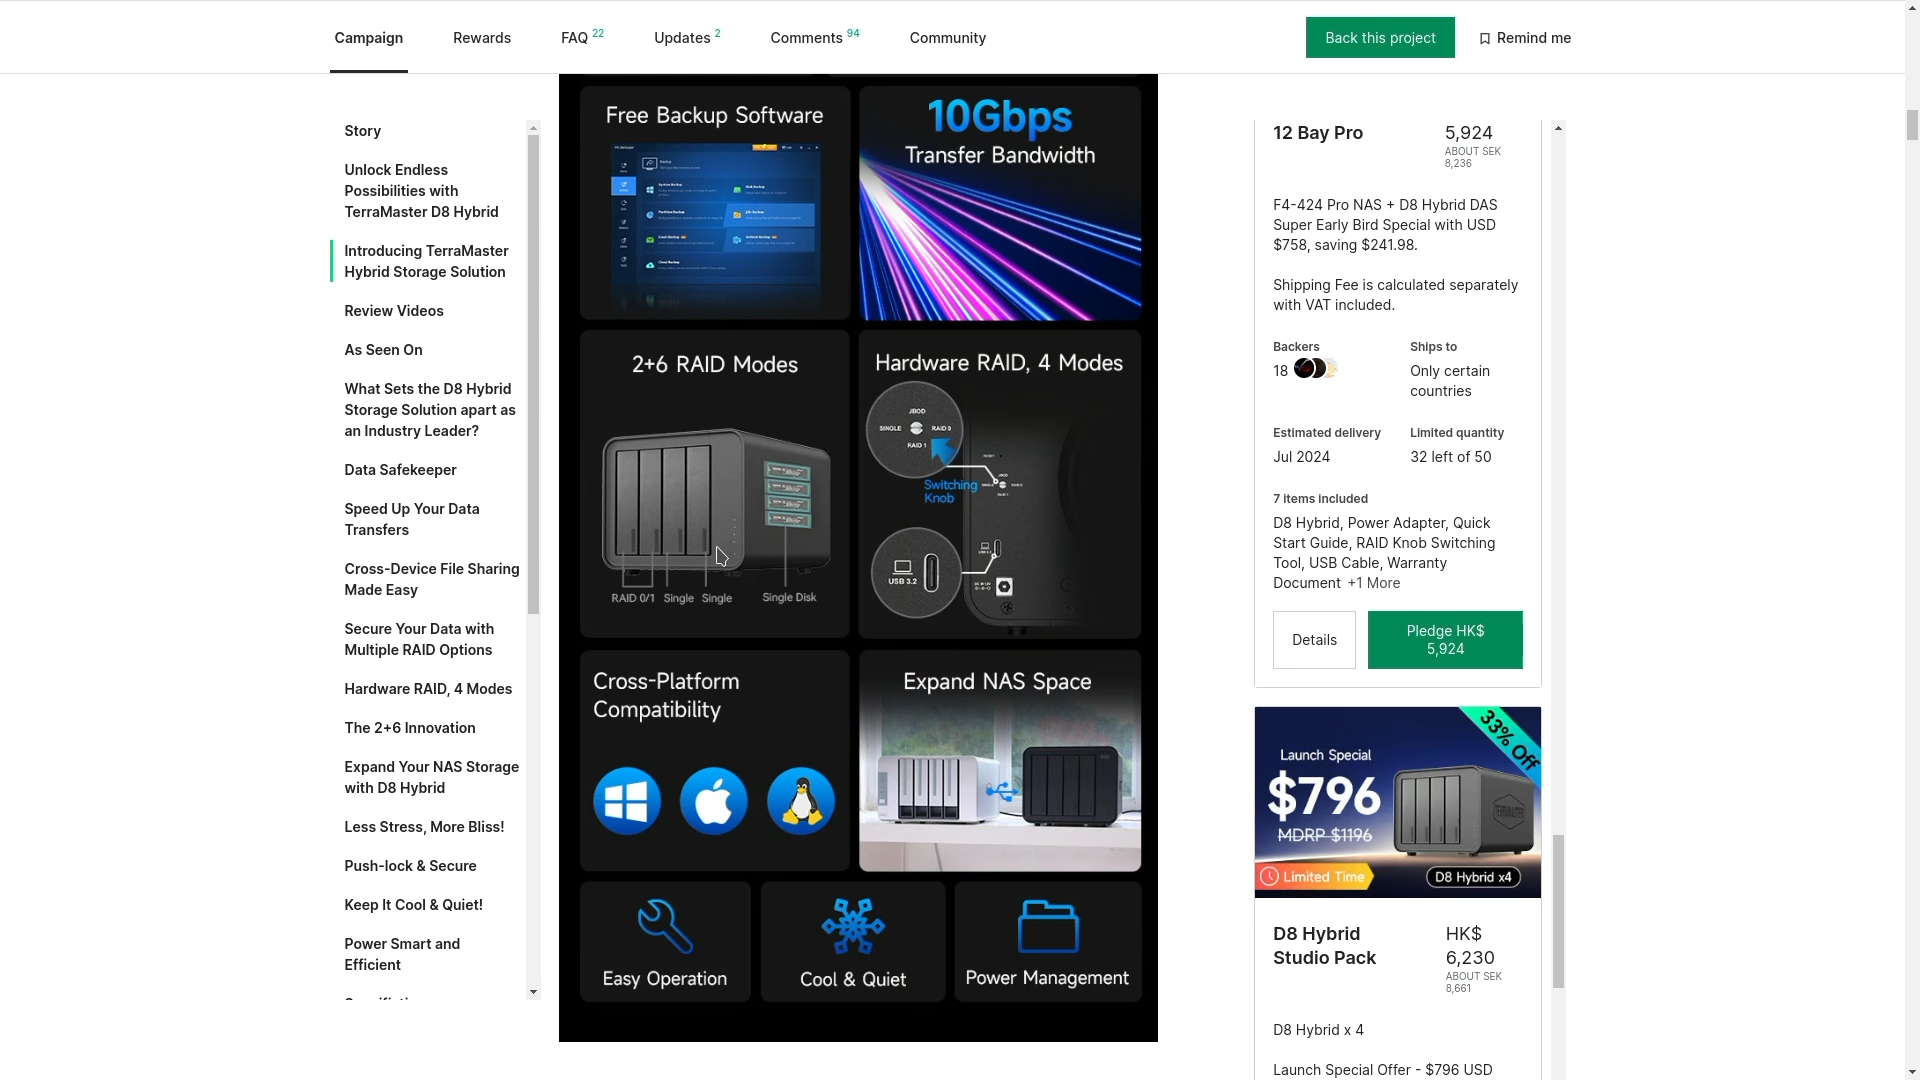 Campaign
Rewards
FAQ 22
Updates 2
Comments 94
Community
Back this project
Remind me
Story
Unlock Endless
Possibilities with
TerraMaster D8 Hybrid
Introducing TerraMaster
Hybrid Storage Solution
Review Videos
As Seen On
What Sets the D8 Hybrid
Storage Solution apart as
an Industry Leader?
Data Safekeeper
Speed Up Your Data
Transfers
Cross-Device File Sharing
Made Easy
Secure Your Data with
Multiple RAID Options
Hardware RAID, 4 Modes
The 2+6 Innovation
Expand Your NAS Storage
with D8 Hybrid
Less Stress, More Bliss!
Push-lock & Secure
Keep It Cool & Quiet!
Power Smart and
Efficient
Free Backup Software
10Gbps
Transfer Bandwidth
2+6 RAID Modes
RAID 0/1
Single
Single
Single Disk
Hardware RAID, 4 Modes
JBOD
SINGLE
RAID 0
RAID 1
Switching
Knob
USB 3.2
Cross-Platform
Compatibility
Expand NAS Space
Easy Operation
Cool & Quiet
Power Management
12 Bay Pro
5,924
ABOUT SEK
8,236
F4-424 Pro NAS + D8 Hybrid DAS
Super Early Bird Special with USD
$758, saving $241.98.
Shipping Fee is calculated separately
with VAT included.
Backers
18
Ships to
Only certain
countries
Estimated delivery
Jul 2024
Limited quantity
32 left of 50
7 items included
D8 Hybrid, Power Adapter, Quick
Start Guide, RAID Knob Switching
Tool, USB Cable, Warranty
Document +1 More
Details
Pledge HK$
5,924
33% Off
Launch Special
$796
MDRP $1196
Limited Time
TERRAMASTER
D8 Hybrid x4
D8 Hybrid
Studio Pack
HK$
6,230
ABOUT SEK
8,661
D8 Hybrid x 4
Launch Special Offer - $796 USD